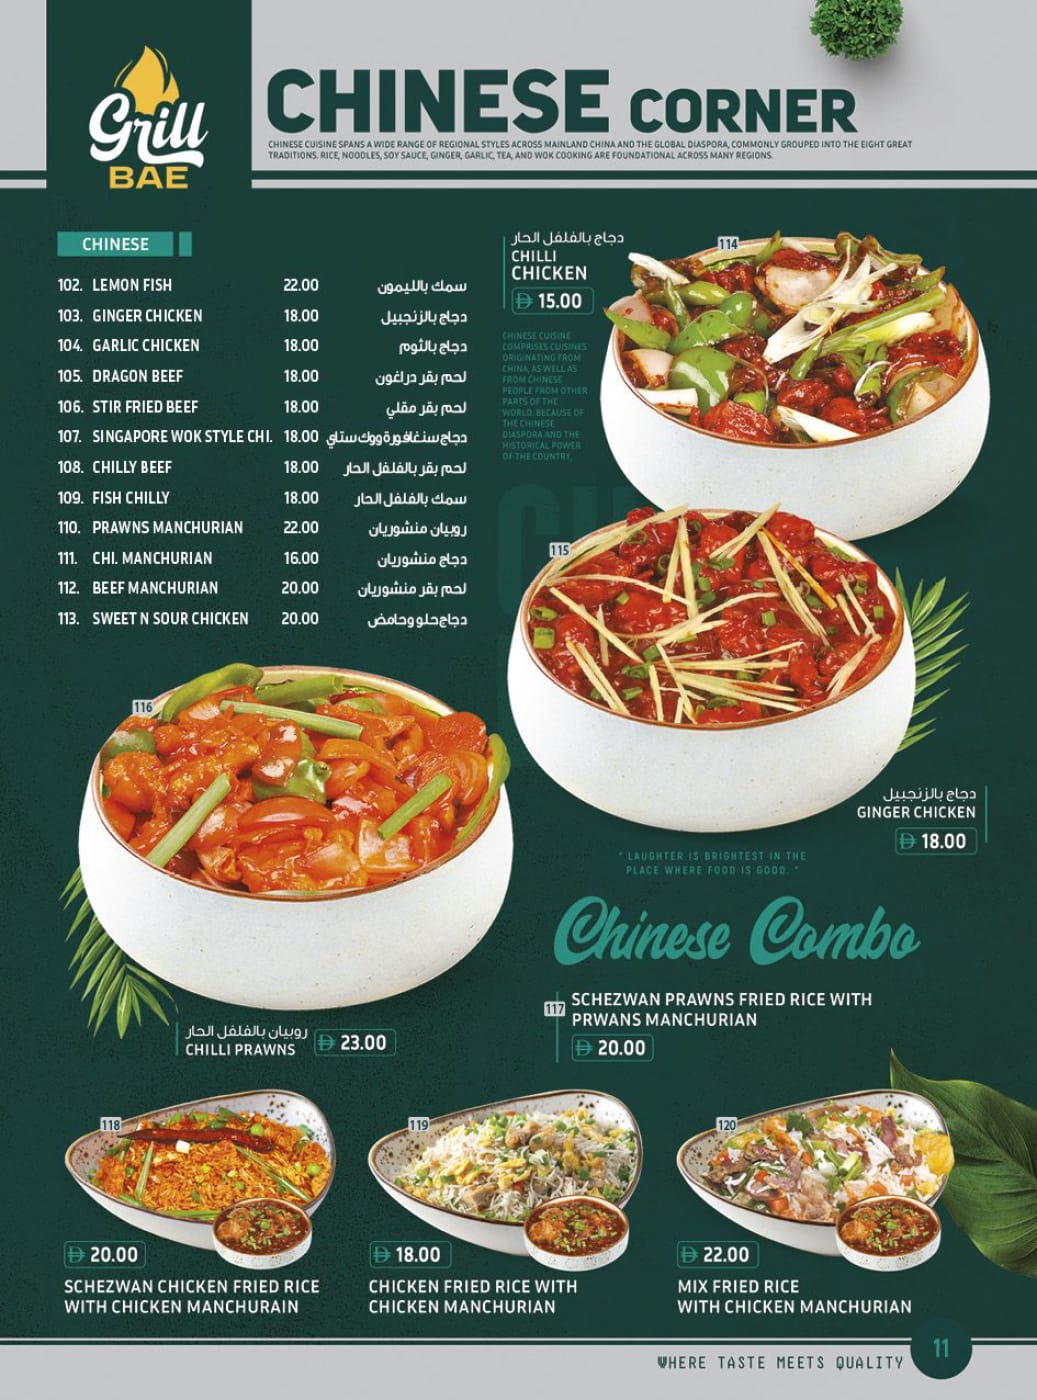 Grill
BAE
CHINESE CORNER
CHINESE CUISINE SPANS A WIDE RANGE OF REGIONAL STYLES ACROSS MAINLAND CHINA AND THE GLOBAL DIASPORA, COMMONLY GROUPED INTO THE EIGHT GREAT
TRADITIONS. RICE, NOODLES, SOY SAUCE, GINGER, GARLIC, TEA, AND WOK COOKING ARE FOUNDATIONAL ACROSS MANY REGIONS.
CHINESE
102. LEMON FISH 22.00 سمك بالليمون
103. GINGER CHICKEN 18.00 دجاج بالزنجبيل
104. GARLIC CHICKEN 18.00 دجاج بالثوم
105. DRAGON BEEF 18.00 لحم بقر دراغون
106. STIR FRIED BEEF 18.00 لحم بقر مقلي
107. SINGAPORE WOK STYLE CHI. 18.00 دجاج سنغافورة ووك ستاي
108. CHILLY BEEF 18.00 لحم بقر بالفلفل الحار
109. FISH CHILLY 18.00 سمك بالفلفل الحار
110. PRAWNS MANCHURIAN 22.00 روبيان منشوريان
111. CHI. MANCHURIAN 16.00 دجاج منشوريان
112. BEEF MANCHURIAN 20.00 لحم بقر منشوريان
113. SWEET N SOUR CHICKEN 20.00 دجاج حلو وحامض
دجاج بالفلفل الحار
CHILLI
CHICKEN
15.00
114
CHINESE CUISINE
COMPRISES CUISINES
ORIGINATING FROM
CHINA, AS WELL AS
FROM CHINESE
PEOPLE FROM OTHER
PARTS OF THE
WORLD. BECAUSE OF
THE CHINESE
DIASPORA AND THE
HISTORICAL POWER
OF THE COUNTRY,
115
دجاج بالزنجبيل
GINGER CHICKEN
18.00
116
روبيان بالفلفل الحار
CHILLI PRAWNS
23.00
" LAUGHTER IS BRIGHTEST IN THE
PLACE WHERE FOOD IS GOOD. "
Chinese Combo
117
SCHEZWAN PRAWNS FRIED RICE WITH
PRWANS MANCHURIAN
20.00
118
20.00
SCHEZWAN CHICKEN FRIED RICE
WITH CHICKEN MANCHURAIN
119
18.00
CHICKEN FRIED RICE WITH
CHICKEN MANCHURIAN
120
22.00
MIX FRIED RICE
WITH CHICKEN MANCHURIAN
WHERE TASTE MEETS QUALITY
11